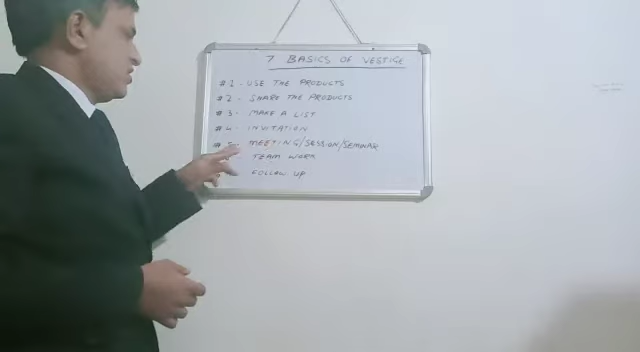 7 BASICS OF VESTIGE
#1- USE THE PRODUCTS
#2- SHARE THE PRODUCTS
#3- MAKE A LIST
#4- INVITATION
#5- MEETING/SESSION/SEMINAR
TEAM WORK
FOLLOW UP